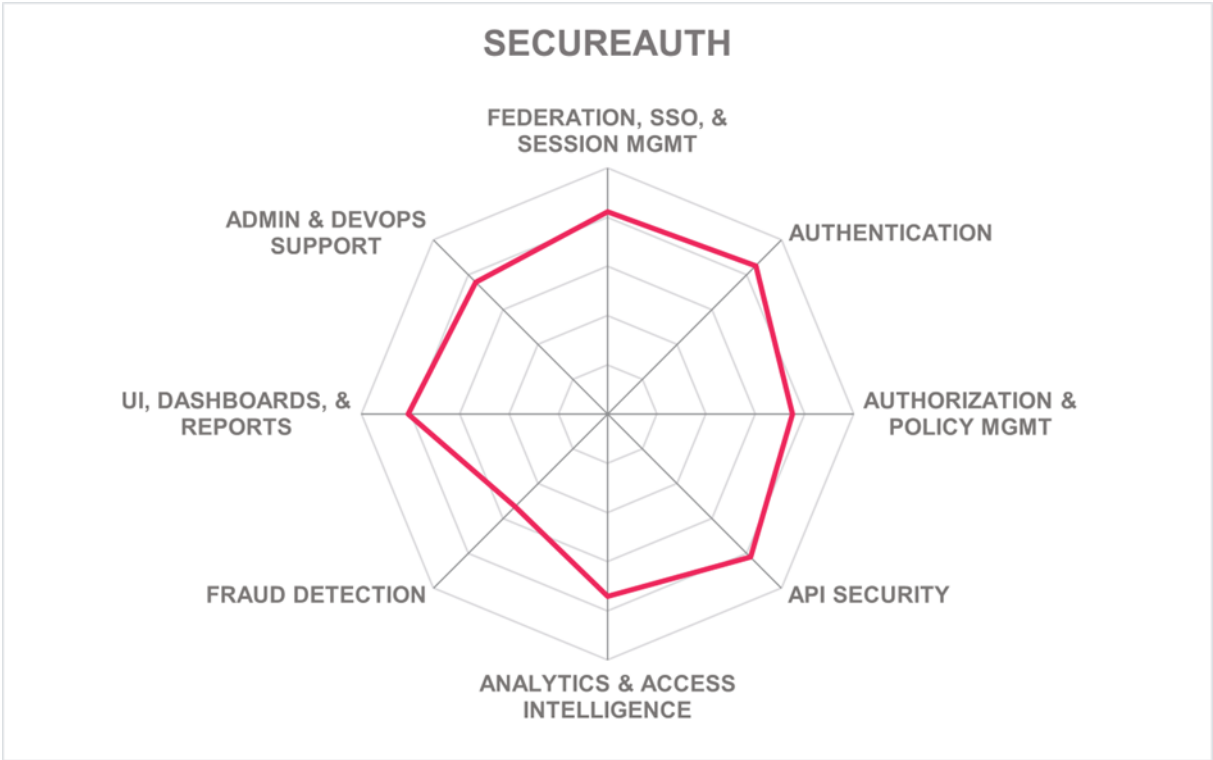 SECUREAUTH
FEDERATION, SSO, &
SESSION MGMT
AUTHENTICATION
AUTHORIZATION &
POLICY MGMT
API SECURITY
ANALYTICS & ACCESS
INTELLIGENCE
FRAUD DETECTION
UI, DASHBOARDS, &
REPORTS
ADMIN & DEVOPS
SUPPORT